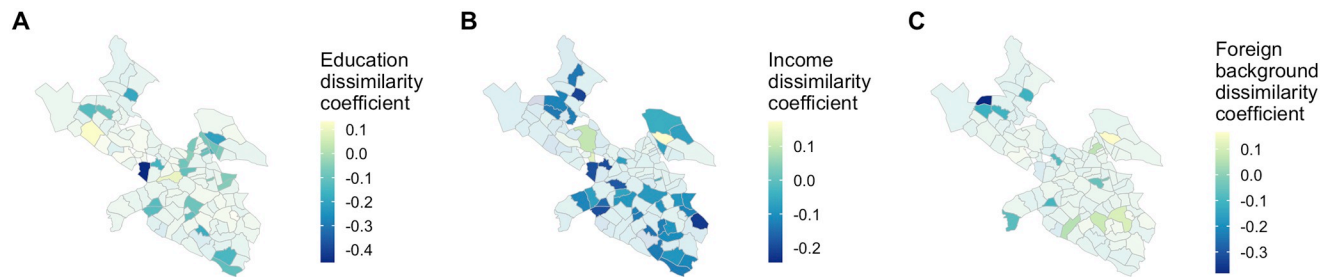 A
Education
dissimilarity
coefficient
0.1
0.0
-0.1
-0.2
-0.3
-0.4
B
Income
dissimilarity
coefficient
0.1
0.0
-0.1
-0.2
C
Foreign
background
dissimilarity
coefficient
0.1
0.0
-0.1
-0.2
-0.3